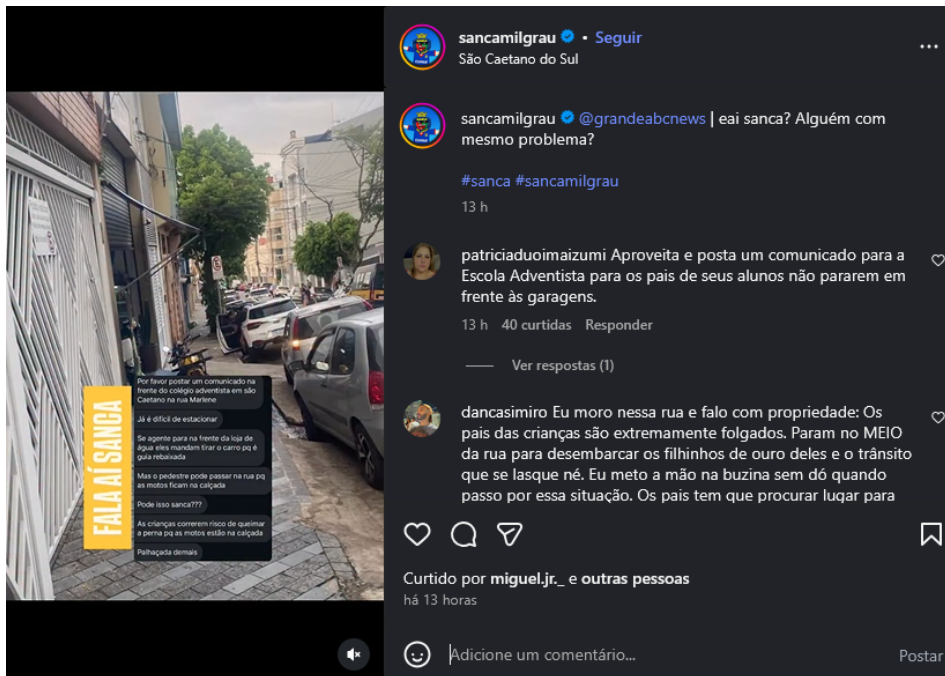 sancamilgrau • Seguir
São Caetano do Sul
sancamilgrau @grandeabcnews | eai sanca? Alguém com
mesmo problema?
#sanca #sancamilgrau
13 h
patriciaduoimaizumi Aproveita e posta um comunicado para a
Escola Adventista para os pais de seus alunos não pararem em
frente às garagens.
13 h 40 curtidas Responder
Ver respostas (1)
dancasimiro Eu moro nessa rua e falo com propriedade: Os
pais das crianças são extremamente folgados. Param no MEIO
da rua para desembarcar os filhinhos de ouro deles e o trânsito
que se lasque né. Eu meto a mão na buzina sem dó quando
passo por essa situação. Os pais tem que procurar lugar para
Curtido por miguel.jr._ e outras pessoas
há 13 horas
Adicione um comentário...
Postar
FALA AÍ SANCA
Por favor postar um comunicado na
frente do colégio adventista em são
Caetano na rua Marlene
Já é difícil de estacionar
Se agente para na frente da loja de
água eles mandam tirar o carro pq é
guia rebaixada
Mas o pedestre pode passar na rua pq
as motos ficam na calçada
Pode isso sanca???
As crianças correrem risco de queimar
a perna pq as motos estão na calçada
Palhaçada demais